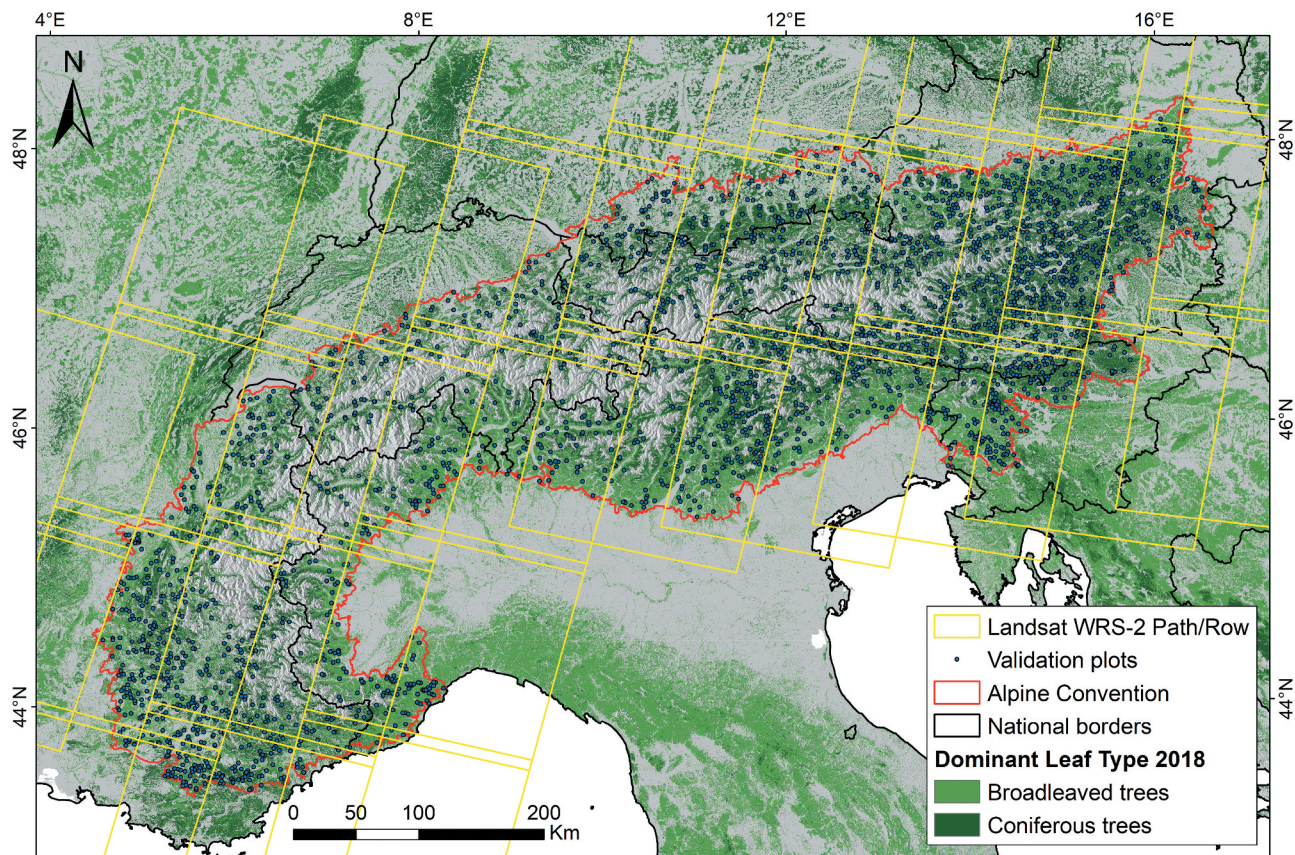 4°E
8°E
12°E
16°E
N
48°N
48°N
46°N
46°N
44°N
44°N
Landsat WRS-2 Path/Row
Validation plots
Alpine Convention
National borders
Dominant Leaf Type 2018
Broadleaved trees
Coniferous trees
0
50
100
200
Km